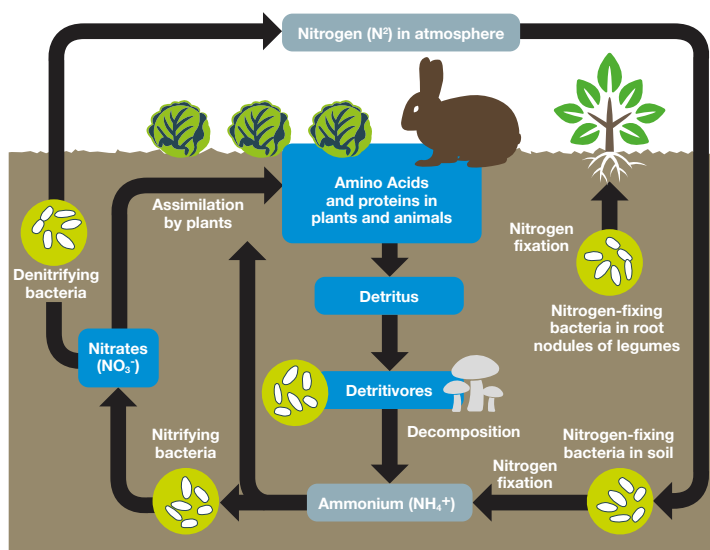 Nitrogen (N²) in atmosphere
Assimilation
by plants
Amino Acids
and proteins in
plants and animals
Nitrogen
fixation
Denitrifying
bacteria
Detritus
Nitrogen-fixing
bacteria in root
nodules of legumes
Nitrates
(NO₃⁻)
Detritivores
Decomposition
Nitrifying
bacteria
Nitrogen-fixing
bacteria in soil
Nitrogen
fixation
Ammonium (NH₄⁺)